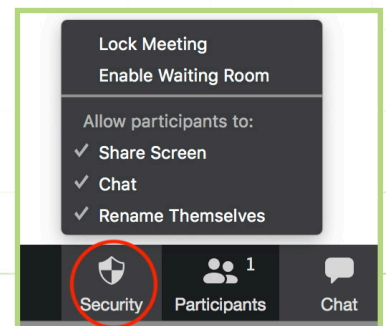 Lock Meeting
Enable Waiting Room
Allow participants to:
✓ Share Screen
✓ Chat
✓ Rename Themselves
1
Security Participants Chat